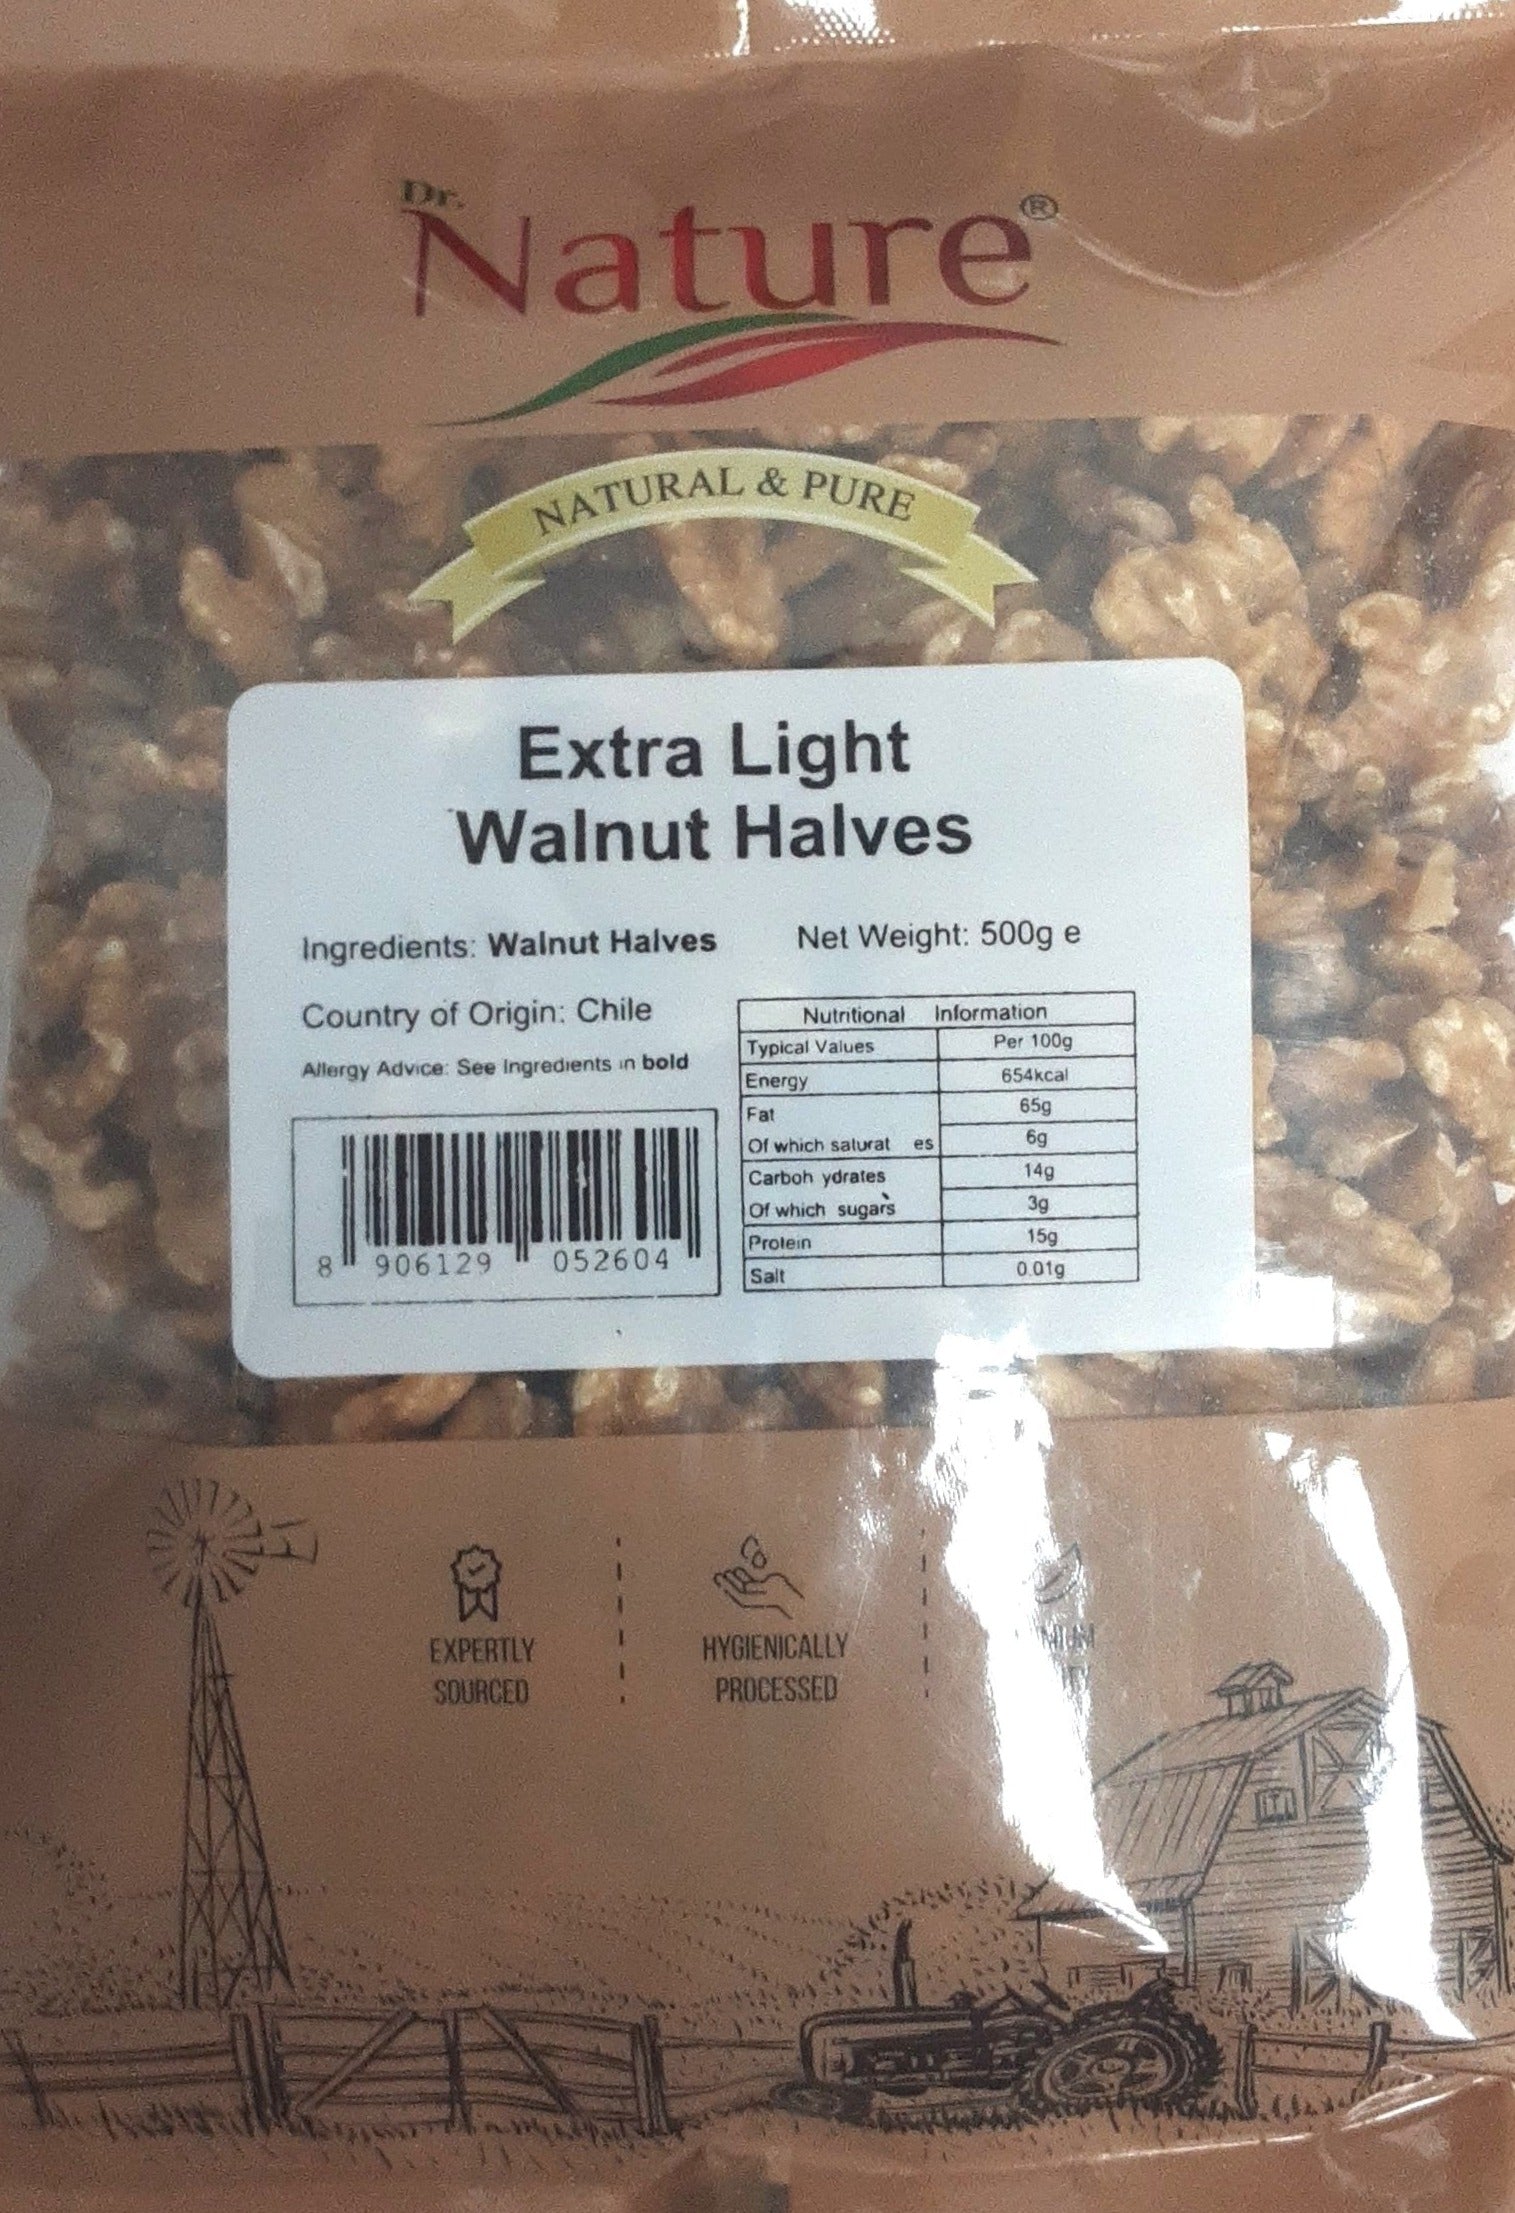 Dr.
Nature®
NATURAL & PURE
Extra Light
Walnut Halves
Ingredients: Walnut Halves
Net Weight: 500g e
Country of Origin: Chile
Allergy Advice: See Ingredients in bold
Nutritional Information
Typical Values Per 100g
Energy 654kcal
Fat 65g
Of which saturat es 6g
Carboh ydrates 14g
Of which sugars 3g
Protein 15g
Salt 0.01g
8 906129 052604
EXPERTLY
SOURCED
HYGIENICALLY
PROCESSED